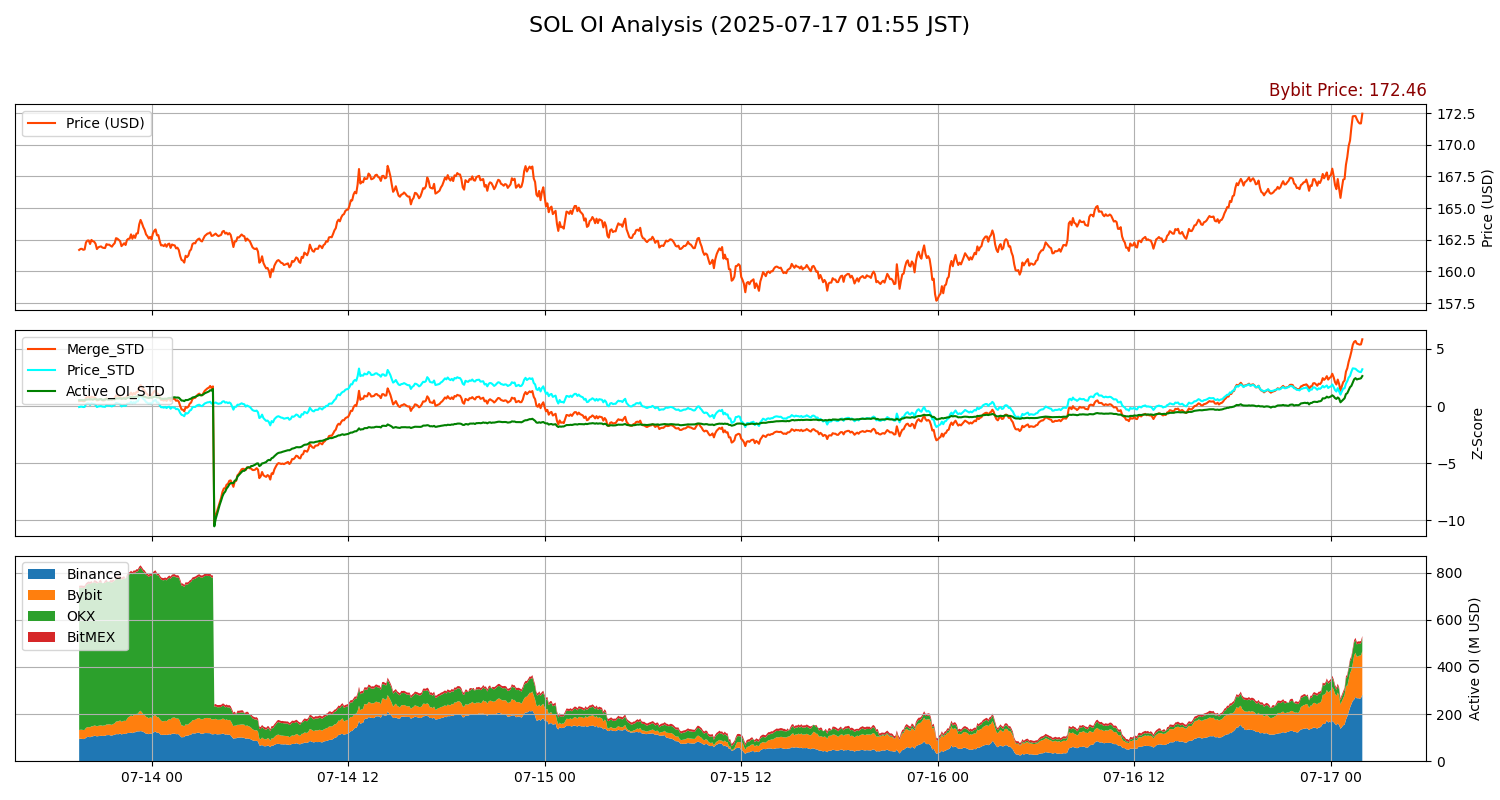 SOL OI Analysis (2025-07-17 01:55 JST)
Bybit Price: 172.46
Price (USD)
172.5
170.0
167.5
165.0
162.5
160.0
157.5
Price (USD)
Merge_STD
Price_STD
Active_OI_STD
5
0
−5
−10
Z-Score
Binance
Bybit
OKX
BitMEX
800
600
400
200
0
Active OI (M USD)
07-14 00
07-14 12
07-15 00
07-15 12
07-16 00
07-16 12
07-17 00